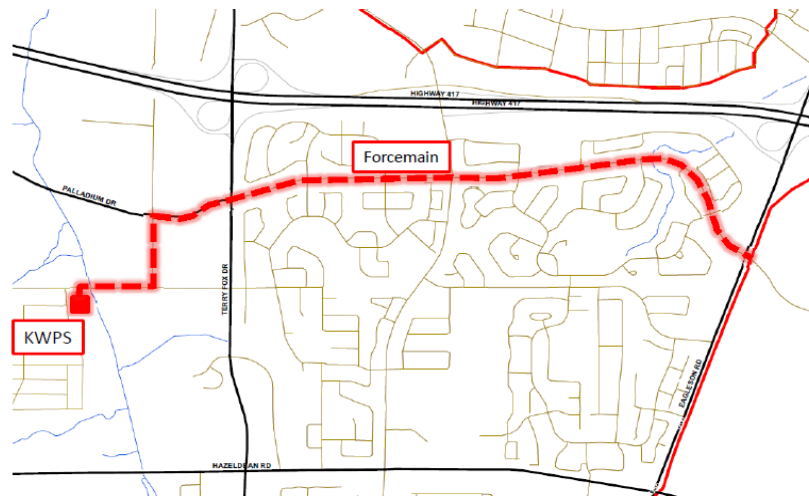 HIGHWAY 417
HIGHWAY 417
Forcemain
PALLADIUM DR
TERRY FOX DR
KWPS
EAGLESON RD
HAZELDEAN RD